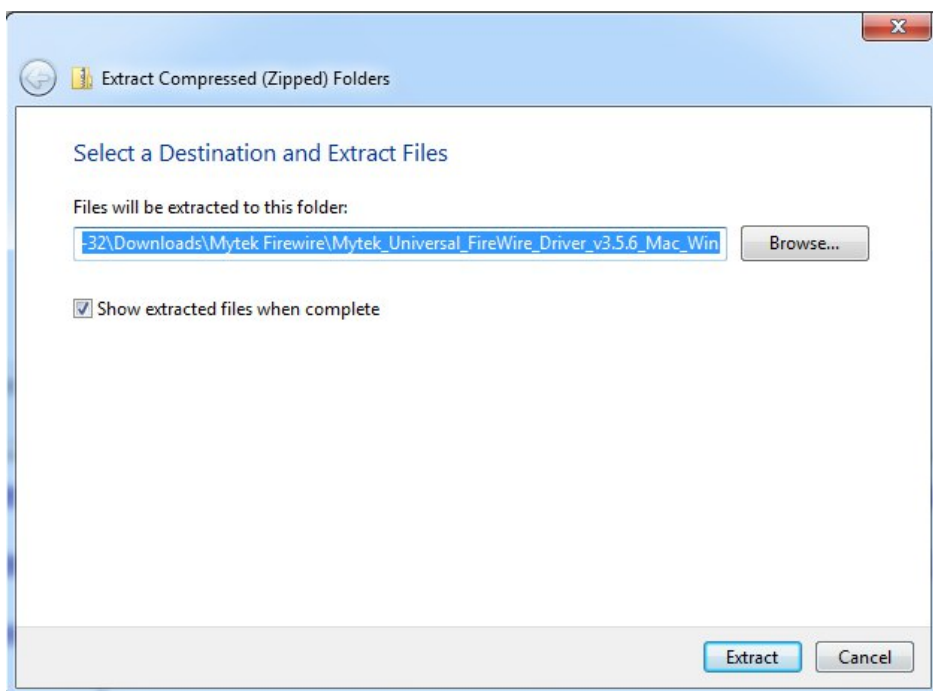 Extract Compressed (Zipped) Folders
Select a Destination and Extract Files
Files will be extracted to this folder:
-32\Downloads\Mytek Firewire\Mytek_Universal_FireWire_Driver_v3.5.6_Mac_Win
Browse...
Show extracted files when complete
Extract
Cancel